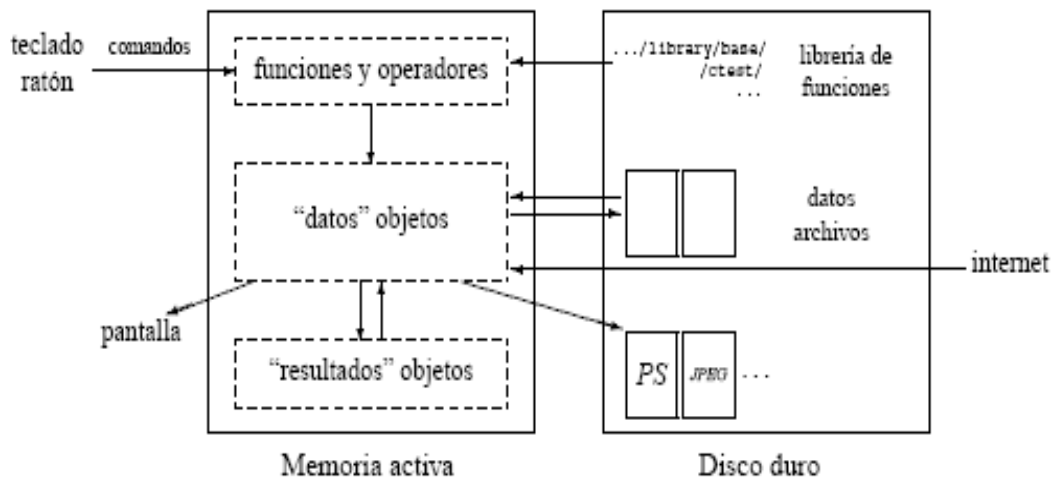 teclado
ratón
comandos
funciones y operadores
.../library/base/
/ctest/
...
librería de
funciones
“datos” objetos
datos
archivos
internet
pantalla
“resultados” objetos
PS
JPEG
...
Memoria activa
Disco duro